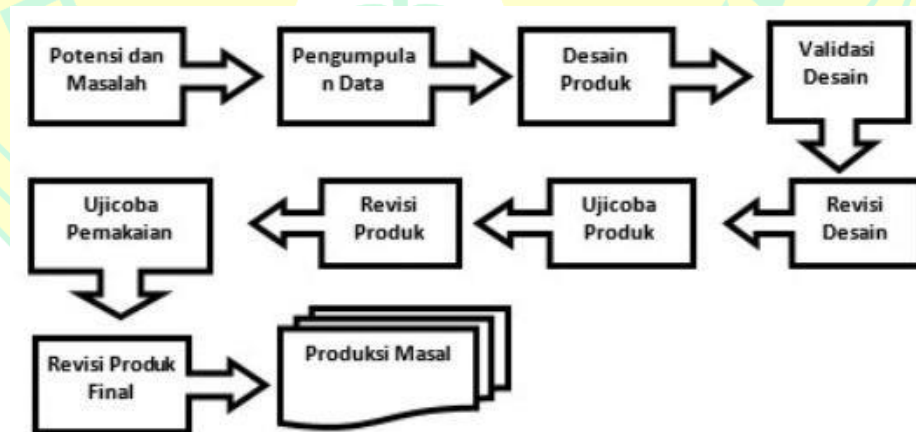 Potensi dan
Masalah
Pengumpula
n Data
Desain
Produk
Validasi
Desain
Revisi
Desain
Ujicoba
Produk
Revisi
Produk
Ujicoba
Pemakaian
Revisi Produk
Final
Produksi Masal